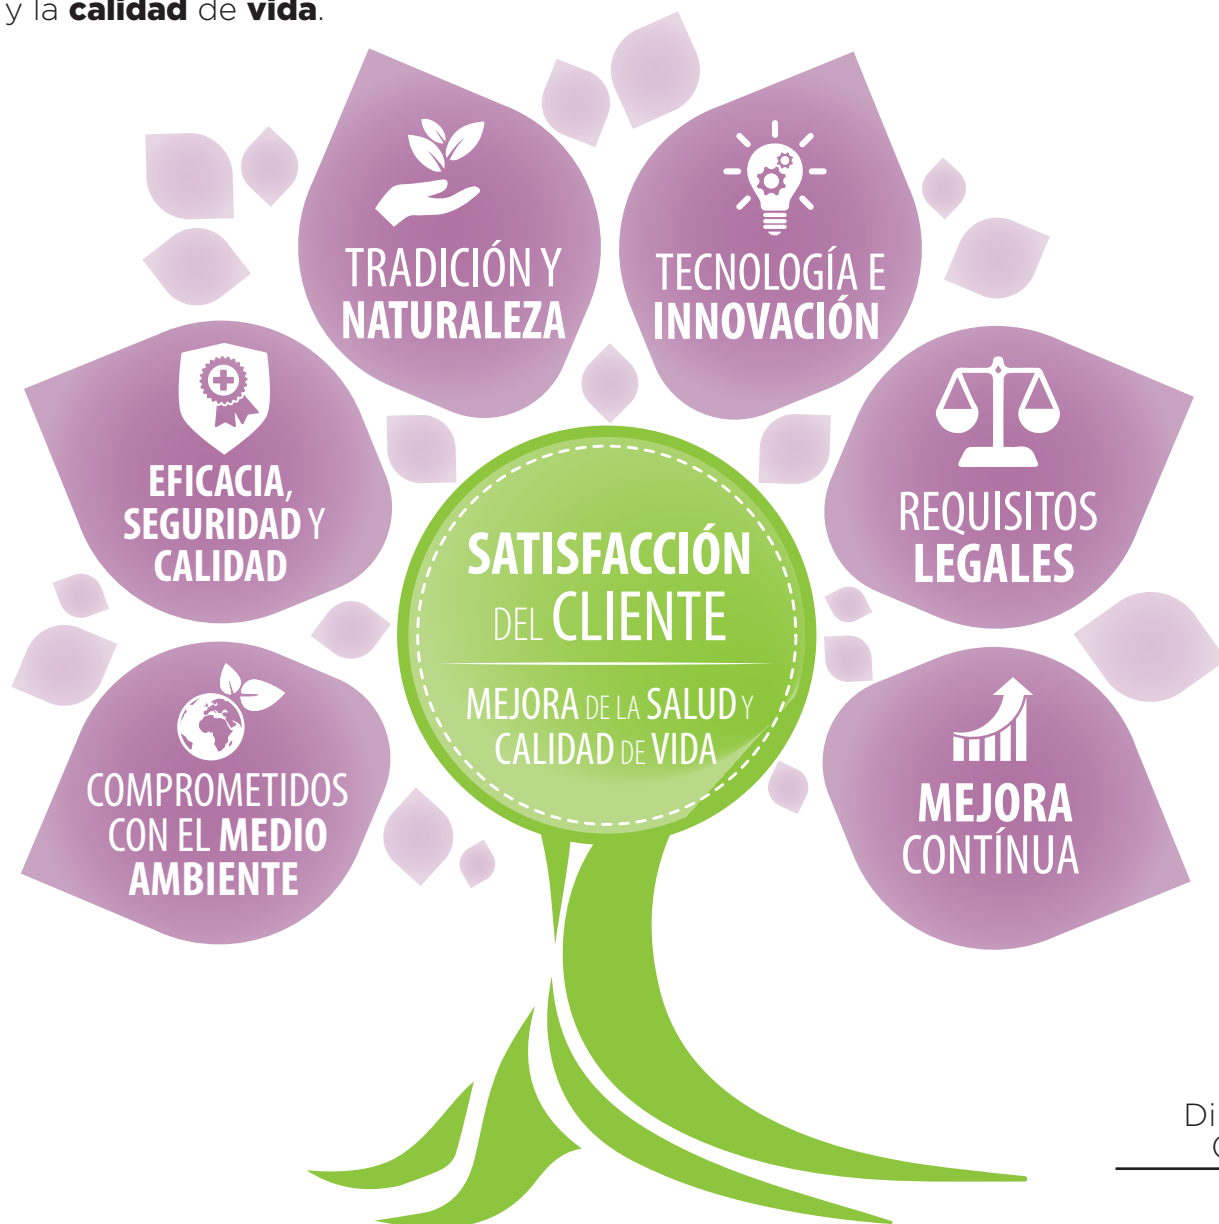 y la calidad de vida.
TRADICIÓN Y
NATURALEZA
TECNOLOGÍA E
INNOVACIÓN
EFICACIA,
SEGURIDAD Y
CALIDAD
REQUISITOS
LEGALES
SATISFACCIÓN
DEL CLIENTE
MEJORA DE LA SALUD Y
CALIDAD DE VIDA
COMPROMETIDOS
CON EL MEDIO
AMBIENTE
MEJORA
CONTÍNUA